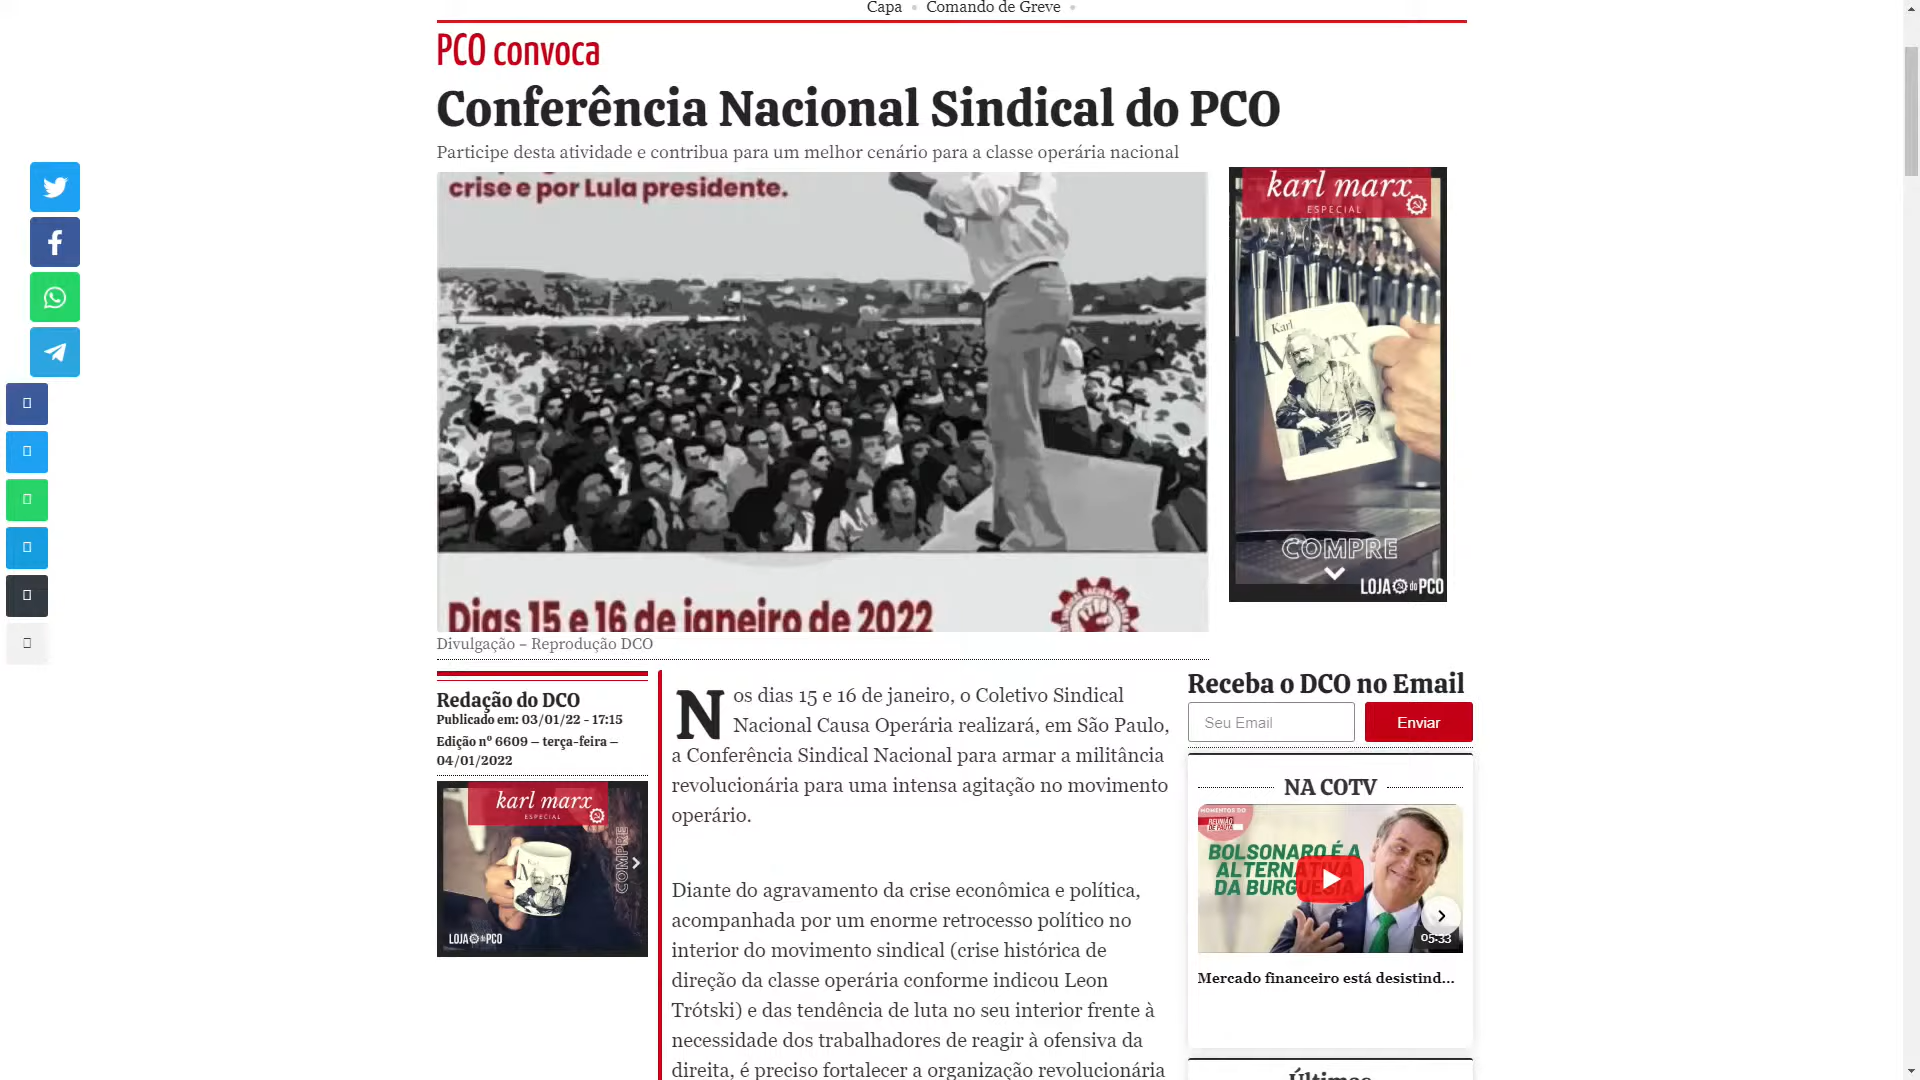 Capa • Comando de Greve •
PCO convoca
Conferência Nacional Sindical do PCO
Participe desta atividade e contribua para um melhor cenário para a classe operária nacional
crise e por Lula presidente.
Dias 15 e 16 de janeiro de 2022
Divulgação – Reprodução DCO
karl marx
ESPECIAL
Karl
MARX
COMPRE
LOJA do PCO
Redação do DCO
Publicado em: 03/01/22 - 17:15
Edição nº 6609 – terça-feira –
04/01/2022
karl marx
ESPECIAL
COMPRE
LOJA do PCO
Nos dias 15 e 16 de janeiro, o Coletivo Sindical
Nacional Causa Operária realizará, em São Paulo,
a Conferência Sindical Nacional para armar a militância
revolucionária para uma intensa agitação no movimento
operário.
Diante do agravamento da crise econômica e política,
acompanhada por um enorme retrocesso político no
interior do movimento sindical (crise histórica de
direção da classe operária conforme indicou Leon
Trótski) e das tendência de luta no seu interior frente à
necessidade dos trabalhadores de reagir à ofensiva da
direita, é preciso fortalecer a organização revolucionária
Receba o DCO no Email
Seu Email
Enviar
NA COTV
MOMENTOS DO
REUNIÃO
DE PAUTA
BOLSONARO É A
ALTERNATIVA
DA BURGUESIA
05:33
Mercado financeiro está desistind...
Últimas